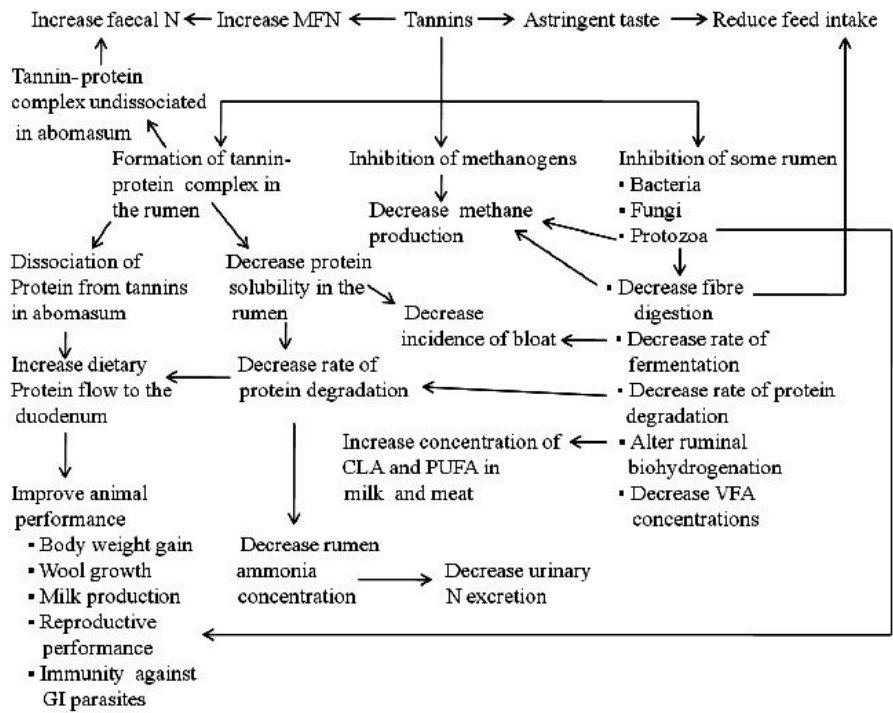 Increase faecal N
Increase MFN
Tannins
Astringent taste
Reduce feed intake
Tannin-protein
complex undissociated
in abomasum
Formation of tannin-
protein complex in
the rumen
Inhibition of methanogens
Inhibition of some rumen
▪ Bacteria
▪ Fungi
▪ Protozoa
Decrease methane
production
Dissociation of
Protein from tannins
in abomasum
Decrease protein
solubility in the
rumen
Decrease
incidence of bloat
▪ Decrease fibre
digestion
▪ Decrease rate of
fermentation
▪ Decrease rate of protein
degradation
▪ Alter ruminal
biohydrogenation
▪ Decrease VFA
concentrations
Increase dietary
Protein flow to the
duodenum
Decrease rate of
protein degradation
Increase concentration of
CLA and PUFA in
milk and meat
Improve animal
performance
▪ Body weight gain
▪ Wool growth
▪ Milk production
▪ Reproductive
performance
▪ Immunity against
GI parasites
Decrease rumen
ammonia
concentration
Decrease urinary
N excretion